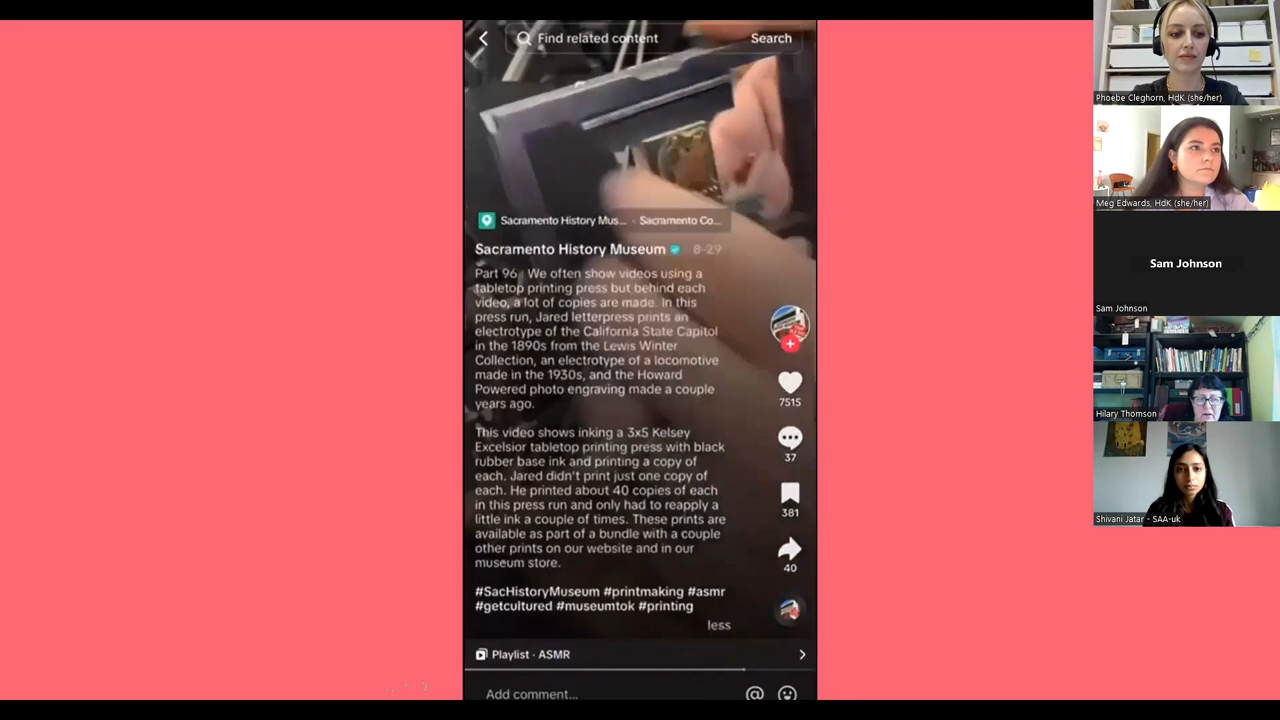 Find related content
Search
Sacramento History Mus... · Sacramento Co...
Sacramento History Museum 8-29
Part 96 | We often show videos using a
tabletop printing press but behind each
video, a lot of copies are made. In this
press run, Jared letterpress prints an
electrotype of the California State Capitol
in the 1890s from the Lewis Winter
Collection, an electrotype of a locomotive
made in the 1930s, and the Howard
Powered photo engraving made a couple
years ago.
This video shows inking a 3x5 Kelsey
Excelsior tabletop printing press with black
rubber base ink and printing a copy of
each. Jared didn't print just one copy of
each. He printed about 40 copies of each
in this press run and only had to reapply a
little ink a couple of times. These prints are
available as part of a bundle with a couple
other prints on our website and in our
museum store.
#SacHistoryMuseum #printmaking #asmr
#getcultured #museumtok #printing
less
7515
37
381
40
Playlist · ASMR
Add comment...
@
Phoebe Cleghorn, HdK (she/her)
Meg Edwards, HdK (she/her)
Sam Johnson
Sam Johnson
Hilary Thomson
Shivani Jatar - SAA-uk